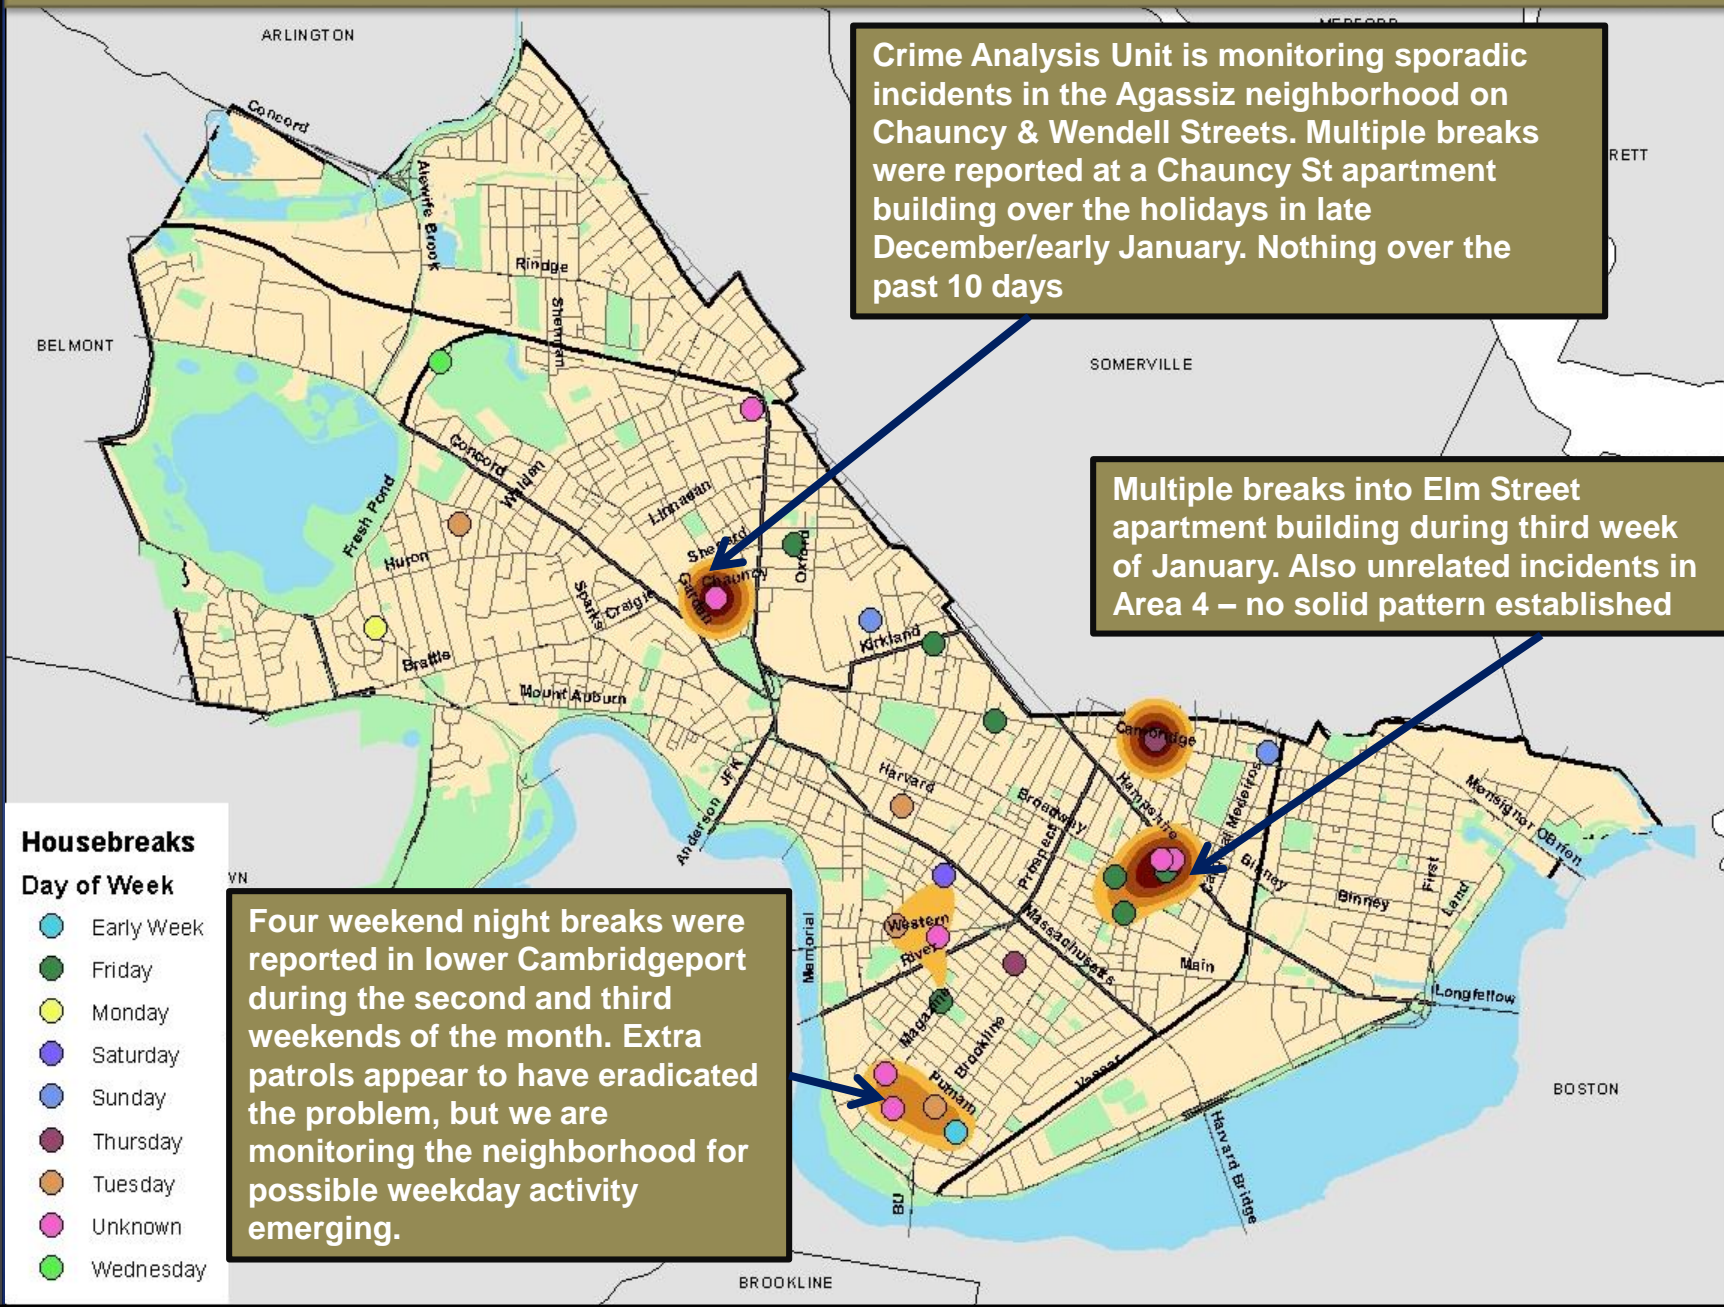 ARLINGTON
MEDFORD
Crime Analysis Unit is monitoring sporadic
incidents in the Agassiz neighborhood on
Chauncy & Wendell Streets. Multiple breaks
were reported at a Chauncy St apartment
building over the holidays in late
December/early January. Nothing over the
past 10 days
RETT
Concord
Alewife Brook
Rindge
Sherman
BELMONT
SOMERVILLE
Concord
Walden
Linnaean
Fresh Pond
Huron
Shepard
Chauncy
Oxford
Garden
Sparks
Craigie
Kirkland
Brattle
Mount Auburn
Multiple breaks into Elm Street
apartment building during third week
of January. Also unrelated incidents in
Area 4 – no solid pattern established
Cambridge
JFK
Anderson
Harvard
Broadway
Hampshire
Prospect
Medeiros
Monsignor OBrien
Binney
Binney
First
Land
Western
River
Massachusetts
Main
Memorial
Longfellow
Magazine
Brookline
Putnam
Vassar
BU
Harvard Bridge
BOSTON
VN
Four weekend night breaks were
reported in lower Cambridgeport
during the second and third
weekends of the month. Extra
patrols appear to have eradicated
the problem, but we are
monitoring the neighborhood for
possible weekday activity
emerging.
Housebreaks
Day of Week
Early Week
Friday
Monday
Saturday
Sunday
Thursday
Tuesday
Unknown
Wednesday
BROOKLINE